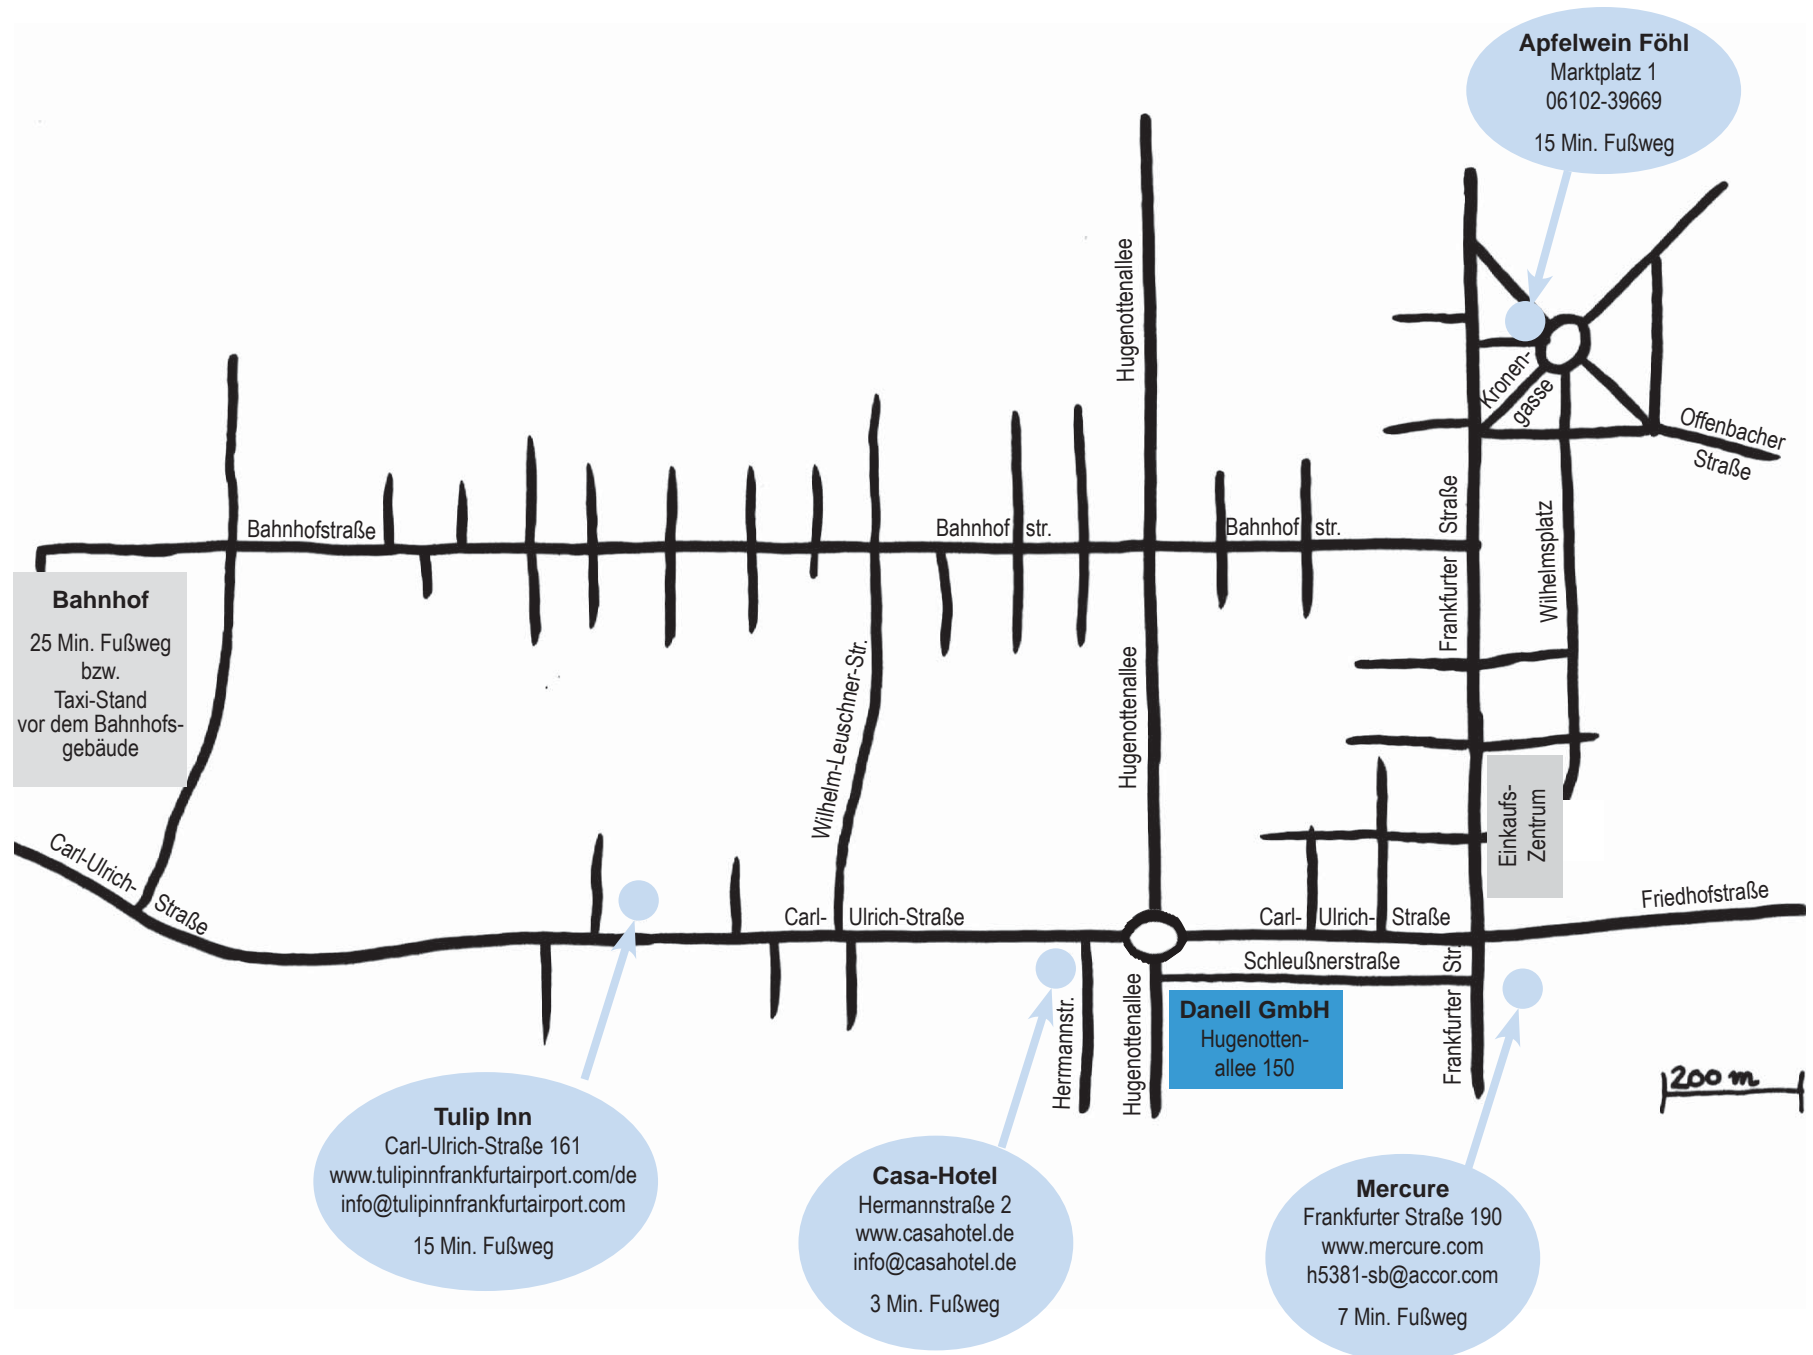 Apfelwein Föhl
Marktplatz 1
06102-39669
15 Min. Fußweg
Hugenottenallee
Kronen-
gasse
Offenbacher
Straße
Bahnhofstraße
Bahnhof str.
Bahnhof str.
Frankfurter Straße
Wilhelmsplatz
Bahnhof
25 Min. Fußweg
bzw.
Taxi-Stand
vor dem Bahnhofs-
gebäude
Wilhelm-Leuschner-Str.
Hugenottenallee
Einkaufs-
Zentrum
Carl-Ulrich-
Straße
Carl- Ulrich-Straße
Carl- Ulrich- Straße
Friedhofstraße
Schleußnerstraße
Frankfurter Str.
Herrmannstr.
Hugenottenallee
Danell GmbH
Hugenotten-
allee 150
200 m
Tulip Inn
Carl-Ulrich-Straße 161
www.tulipinnfrankfurtairport.com/de
info@tulipinnfrankfurtairport.com
15 Min. Fußweg
Casa-Hotel
Hermannstraße 2
www.casahotel.de
info@casahotel.de
3 Min. Fußweg
Mercure
Frankfurter Straße 190
www.mercure.com
h5381-sb@accor.com
7 Min. Fußweg